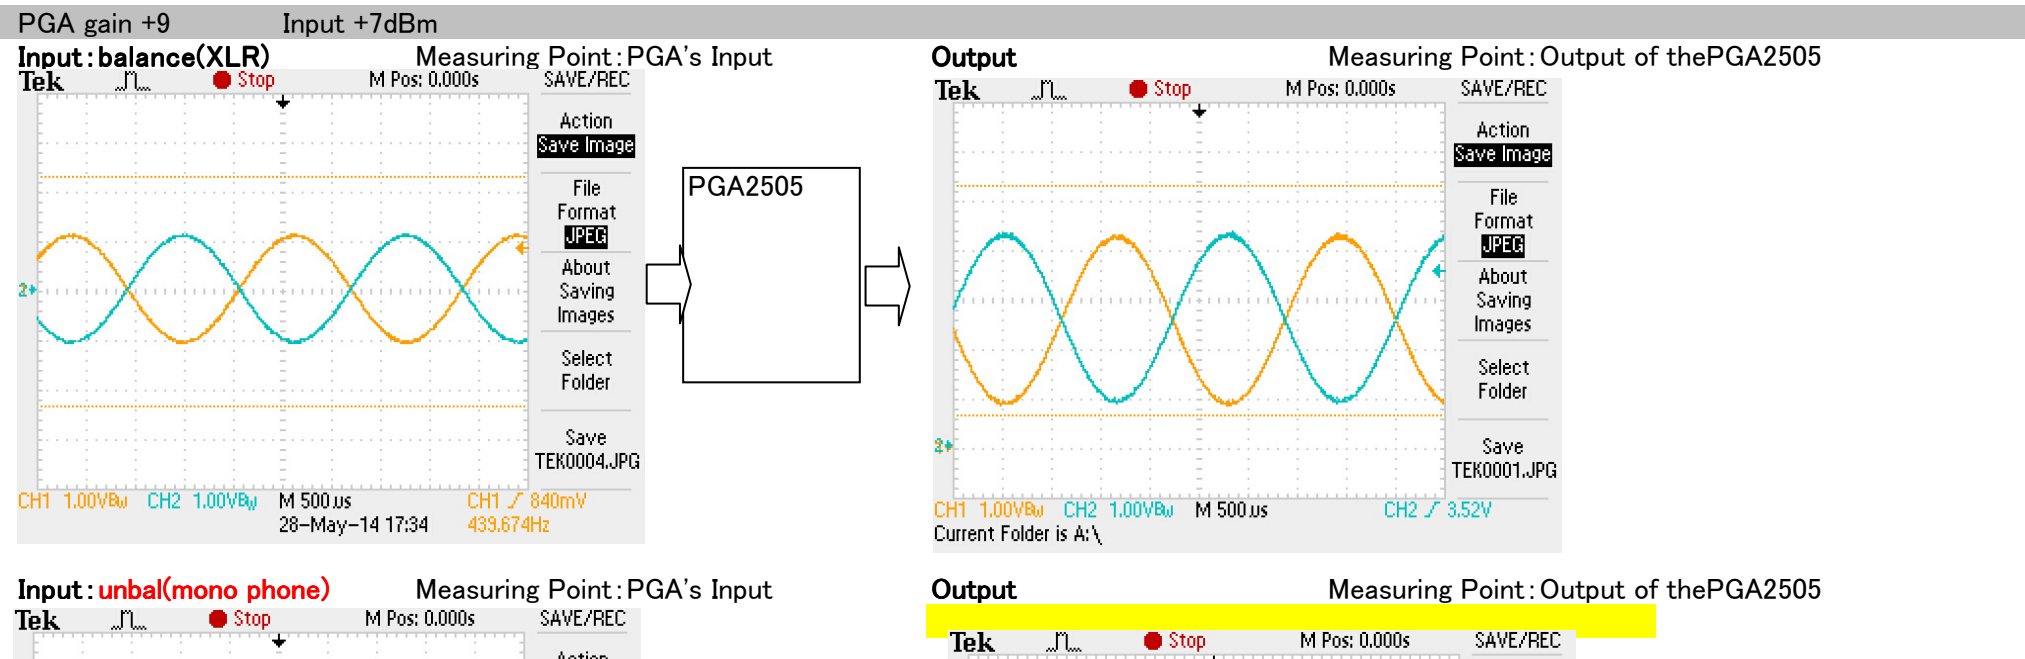 PGA gain +9 Input +7dBm
Input：balance(XLR) Measuring Point：PGA's Input
Tek Stop M Pos: 0.000s SAVE/REC
Action
Save Image
File
Format
JPEG
About
Saving
Images
Select
Folder
Save
TEK0004.JPG
2
CH1 1.00VBw CH2 1.00VBw M 500us CH1 840mV
28-May-14 17:34 439.674Hz
PGA2505
Output Measuring Point：Output of thePGA2505
Tek Stop M Pos: 0.000s SAVE/REC
Action
Save Image
File
Format
JPEG
About
Saving
Images
Select
Folder
Save
TEK0001.JPG
2
CH1 1.00VBw CH2 1.00VBw M 500us CH2 3.52V
Current Folder is A:\
Input：unbal(mono phone) Measuring Point：PGA's Input
Tek Stop M Pos: 0.000s SAVE/REC
Action
Output Measuring Point：Output of thePGA2505
Tek Stop M Pos: 0.000s SAVE/REC